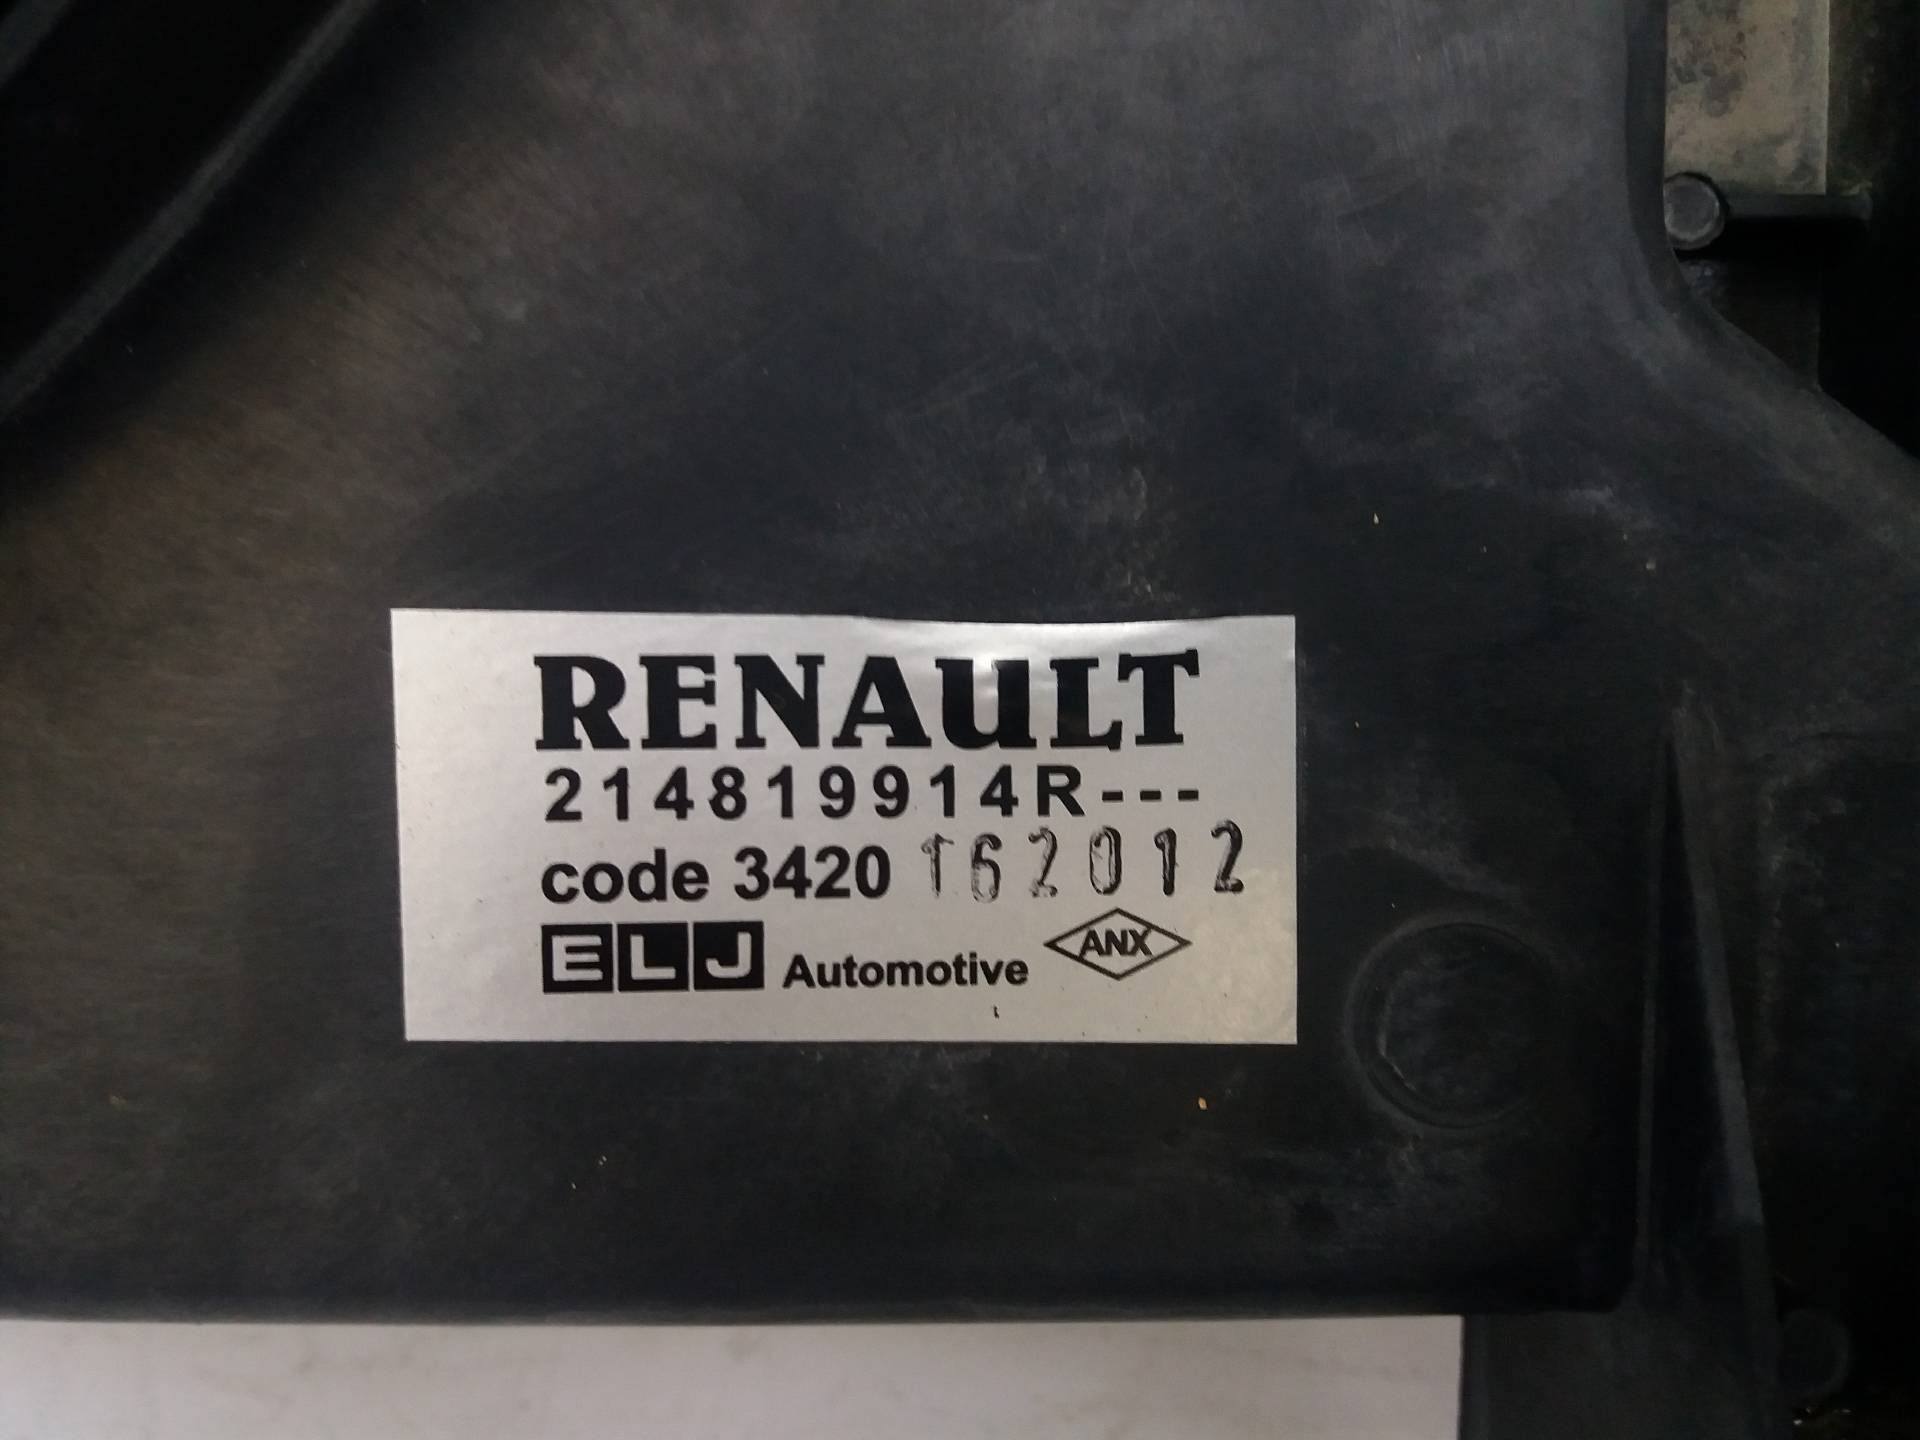 RENAULT
214819914R---
code 3420 162012
ELJ Automotive ANX